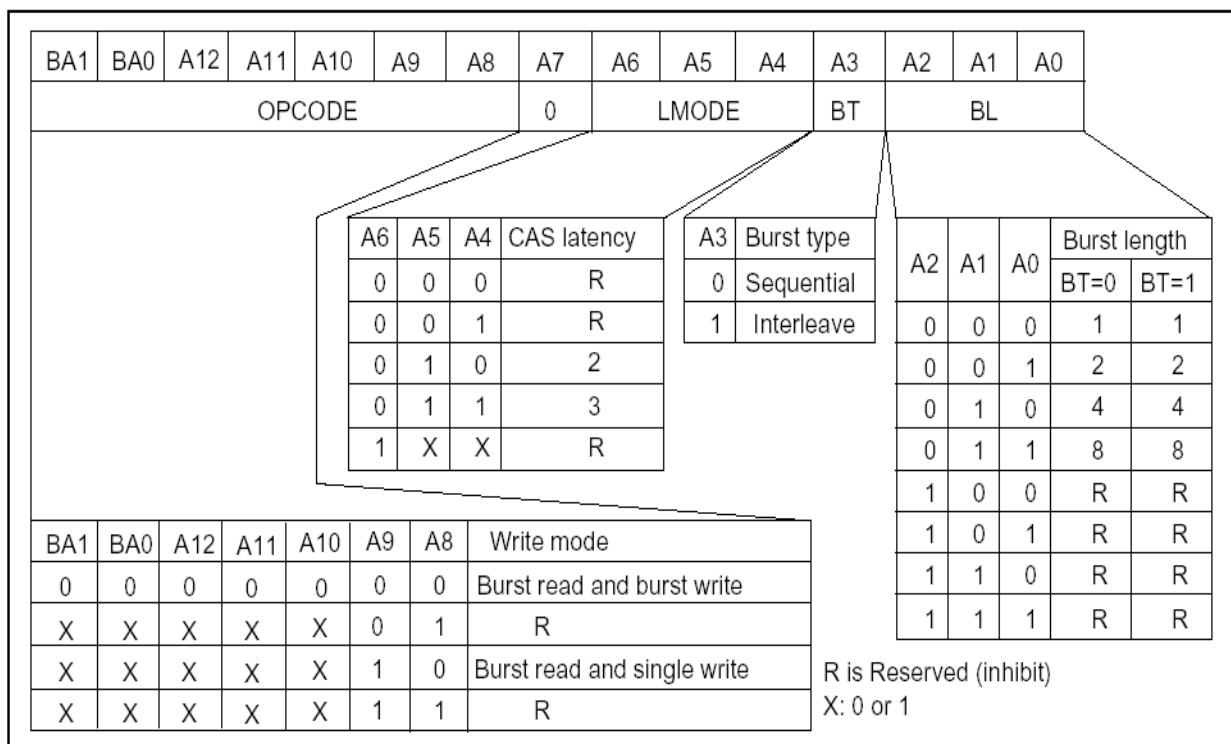 BA1 BA0 A12 A11 A10 A9 A8 A7 A6 A5 A4 A3 A2 A1 A0
OPCODE 0 LMODE BT BL
A6 A5 A4 CAS latency
0 0 0 R
0 0 1 R
0 1 0 2
0 1 1 3
1 X X R
A3 Burst type
0 Sequential
1 Interleave
A2 A1 A0 Burst length
BT=0 BT=1
0 0 0 1 1
0 0 1 2 2
0 1 0 4 4
0 1 1 8 8
1 0 0 R R
1 0 1 R R
1 1 0 R R
1 1 1 R R
BA1 BA0 A12 A11 A10 A9 A8 Write mode
0 0 0 0 0 0 0 Burst read and burst write
X X X X X 0 1 R
X X X X X 1 0 Burst read and single write
X X X X X 1 1 R
R is Reserved (inhibit)
X: 0 or 1